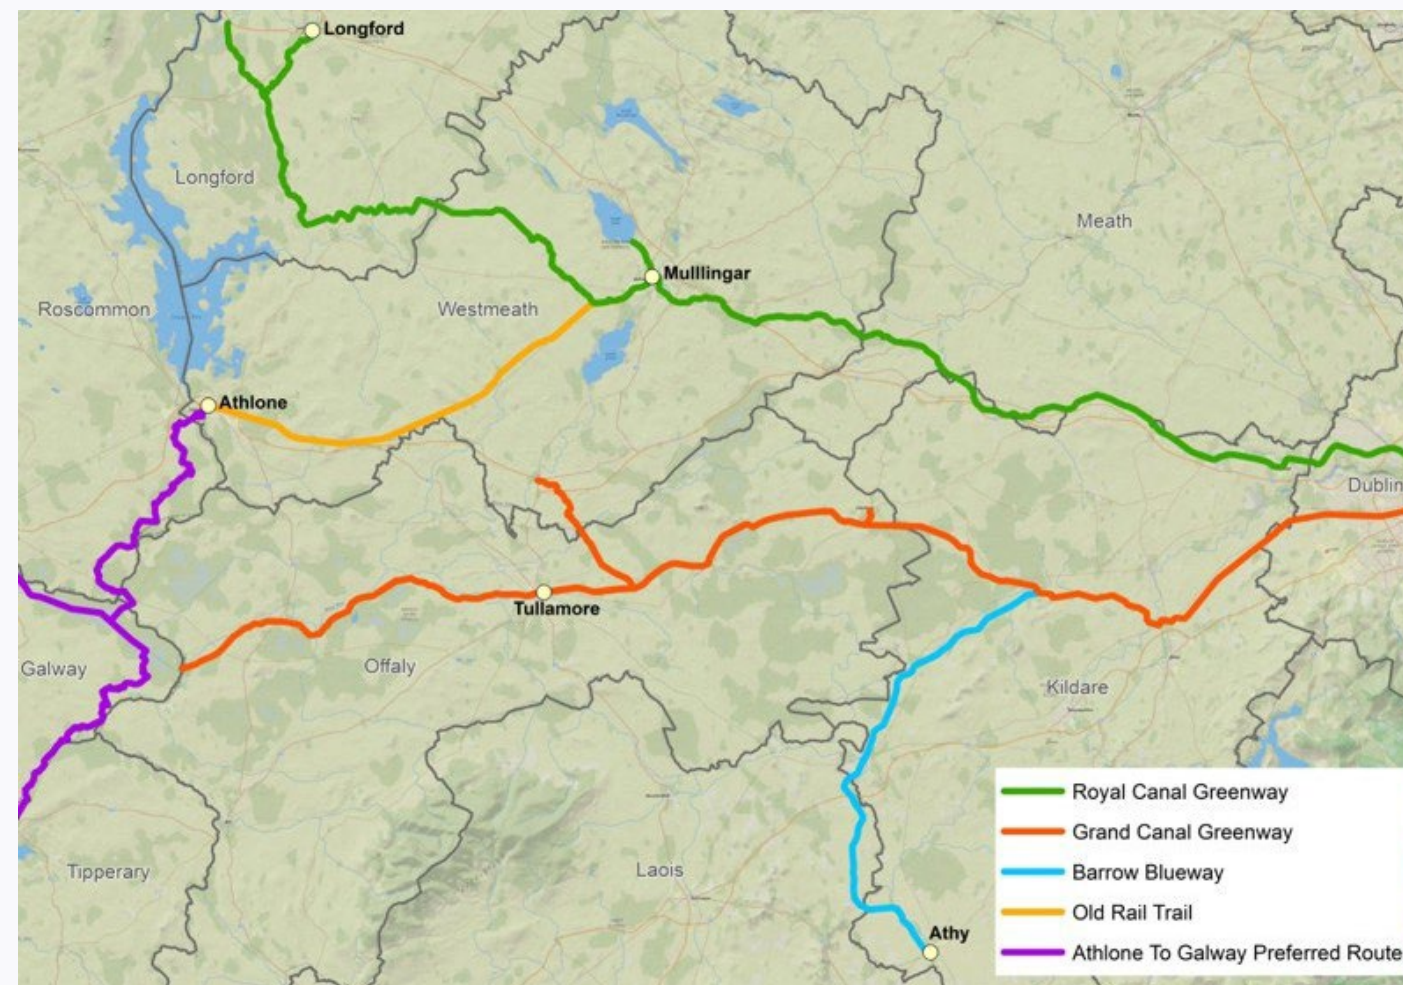 Longford
Longford
Meath
Mulllingar
Roscommon
Westmeath
Athlone
Dublin
Tullamore
Offaly
Galway
Kildare
Tipperary
Laois
Athy
Royal Canal Greenway
Grand Canal Greenway
Barrow Blueway
Old Rail Trail
Athlone To Galway Preferred Route